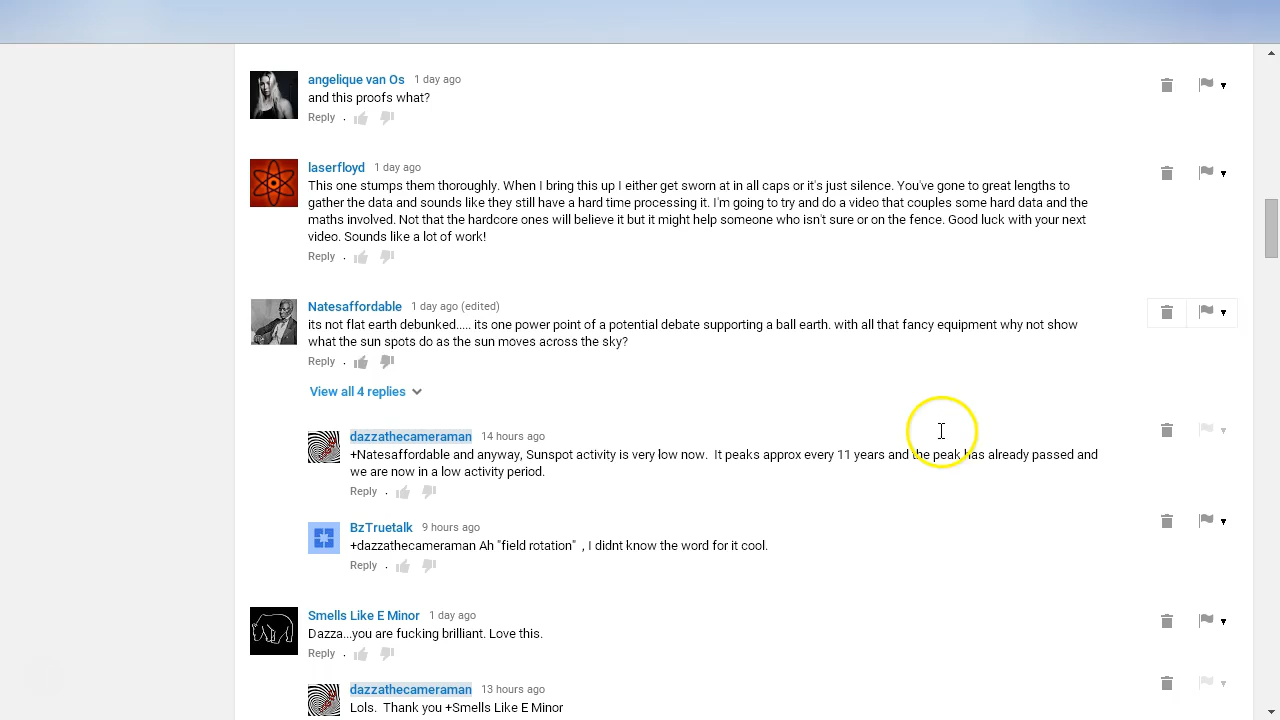 angelique van Os 1 day ago
and this proofs what?
Reply .
laserfloyd 1 day ago
This one stumps them thoroughly. When I bring this up I either get sworn at in all caps or it's just silence. You've gone to great lengths to
gather the data and sounds like they still have a hard time processing it. I'm going to try and do a video that couples some hard data and the
maths involved. Not that the hardcore ones will believe it but it might help someone who isn't sure or on the fence. Good luck with your next
video. Sounds like a lot of work!
Reply .
Natesaffordable 1 day ago (edited)
its not flat earth debunked..... its one power point of a potential debate supporting a ball earth. with all that fancy equipment why not show
what the sun spots do as the sun moves across the sky?
Reply .
View all 4 replies
dazzathecameraman 14 hours ago
+Natesaffordable and anyway, Sunspot activity is very low now. It peaks approx every 11 years and the peak has already passed and
we are now in a low activity period.
Reply .
BzTruetalk 9 hours ago
+dazzathecameraman Ah "field rotation" , I didnt know the word for it cool.
Reply .
Smells Like E Minor 1 day ago
Dazza...you are fucking brilliant. Love this.
Reply .
dazzathecameraman 13 hours ago
Lols. Thank you +Smells Like E Minor